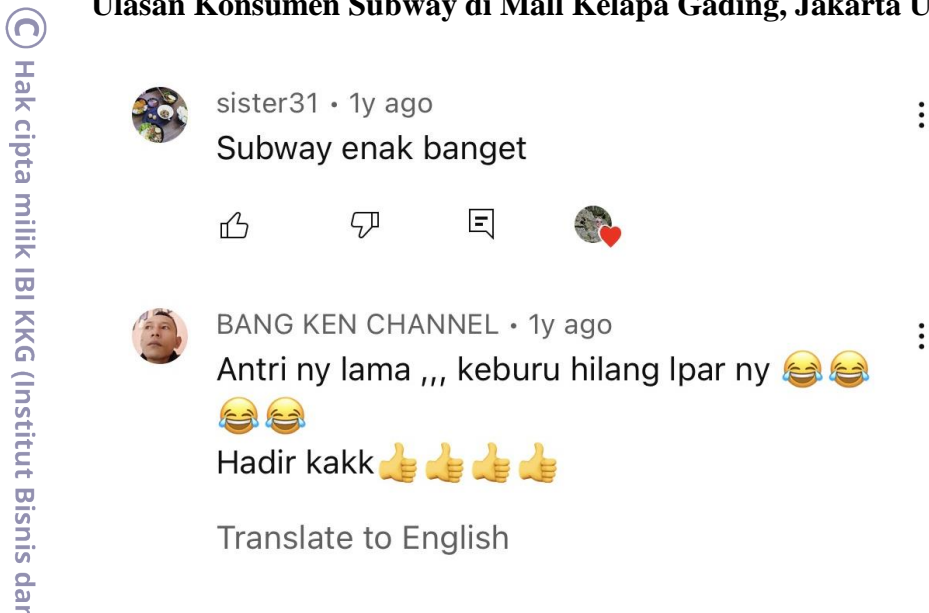 Ulasan Konsumen Subway di Mall Kelapa Gading, Jakarta U
© Hak cipta milik IBI KKG (Institut Bisnis dan
sister31 • 1y ago
Subway enak banget
BANG KEN CHANNEL • 1y ago
Antri ny lama ,,, keburu hilang lpar ny 😂😂
😂😂
Hadir kakk👍👍👍👍
Translate to English